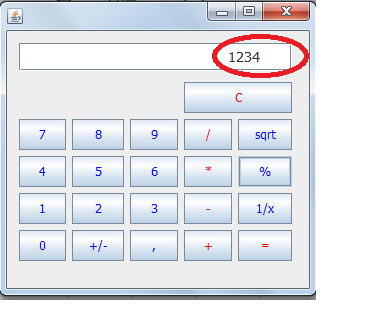 1234
C
7 8 9 / sqrt
4 5 6 * %
1 2 3 - 1/x
0 +/- , + =